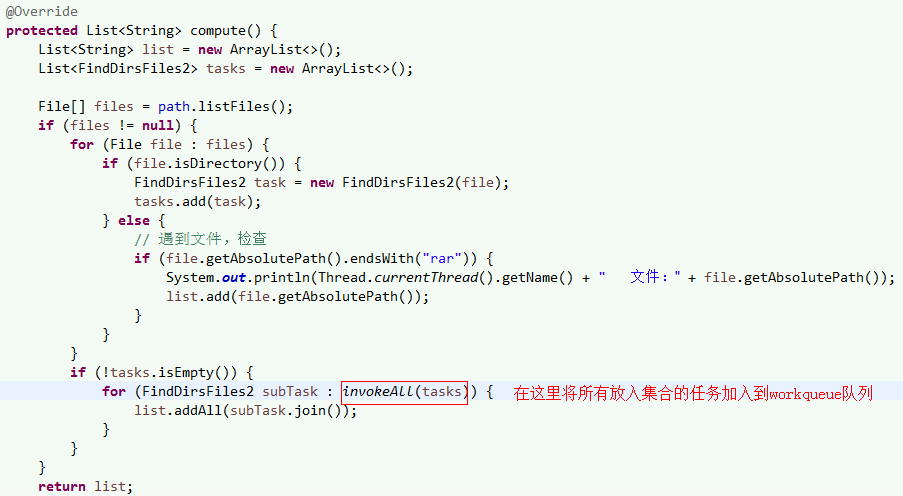 @Override
protected List<String> compute() {
    List<String> list = new ArrayList<>();
    List<FindDirsFiles2> tasks = new ArrayList<>();

    File[] files = path.listFiles();
    if (files != null) {
        for (File file : files) {
            if (file.isDirectory()) {
                FindDirsFiles2 task = new FindDirsFiles2(file);
                tasks.add(task);
            } else {
                // 遇到文件，检查
                if (file.getAbsolutePath().endsWith("rar")) {
                    System.out.println(Thread.currentThread().getName() + "   文件：" + file.getAbsolutePath());
                    list.add(file.getAbsolutePath());
                }
            }
        }
        if (!tasks.isEmpty()) {
            for (FindDirsFiles2 subTask : invokeAll(tasks)) {   在这里将所有放入集合的任务加入到workqueue队列
                list.addAll(subTask.join());
            }
        }
    }
    return list;